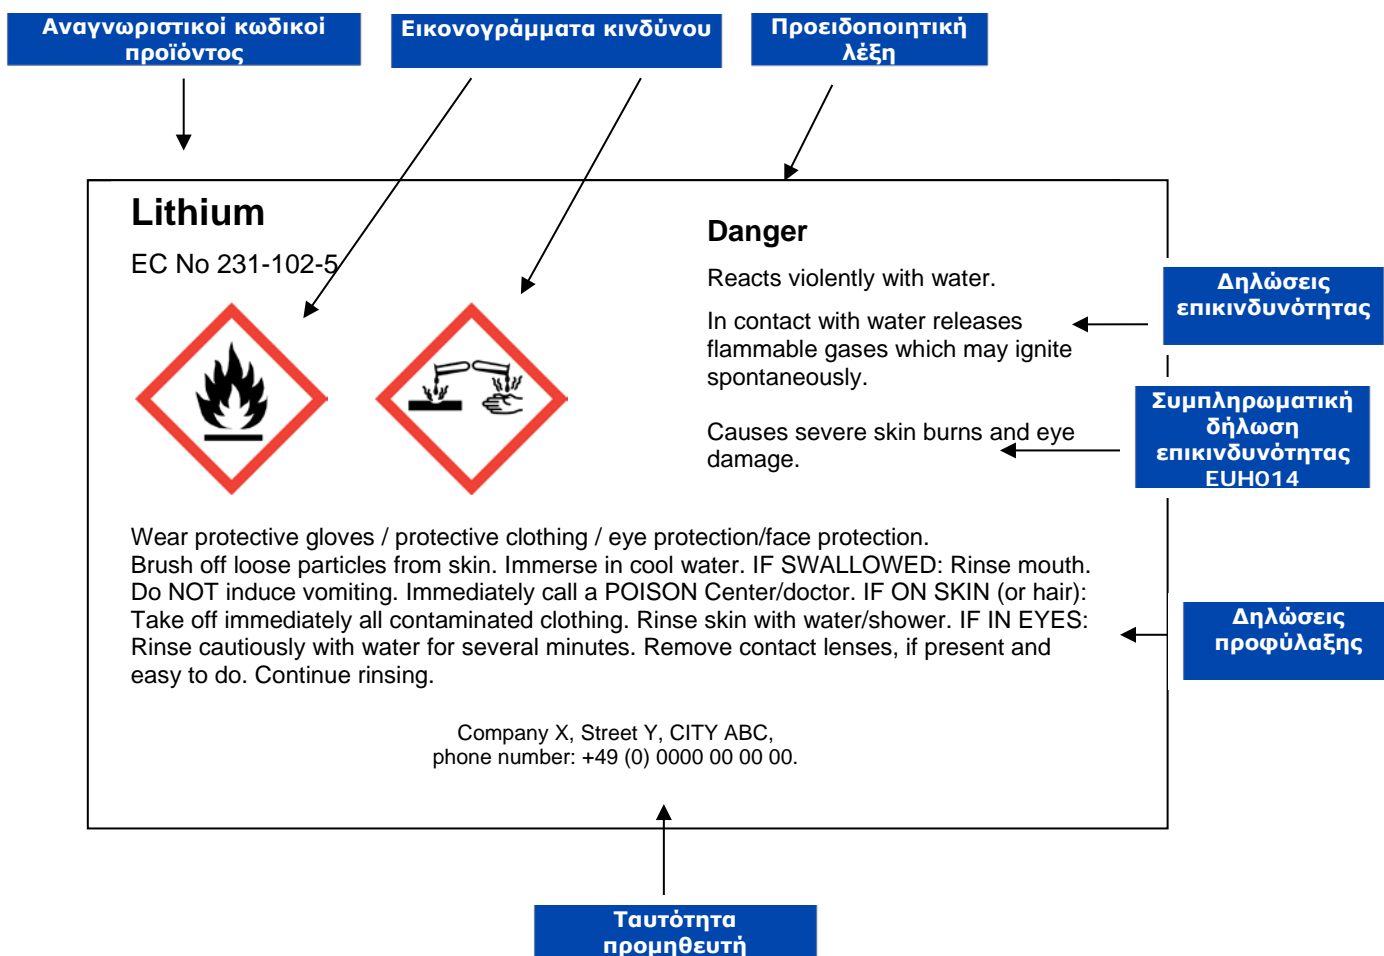 Αναγνωριστικοί κωδικοί
προϊόντος
Εικονογράμματα κινδύνου
Προειδοποιητική
λέξη
Lithium
EC No 231-102-5
Danger
Reacts violently with water.
In contact with water releases
flammable gases which may ignite
spontaneously.
Causes severe skin burns and eye
damage.
Δηλώσεις
επικινδυνότητας
Συμπληρωματική
δήλωση
επικινδυνότητας
EUH014
Wear protective gloves / protective clothing / eye protection/face protection.
Brush off loose particles from skin. Immerse in cool water. IF SWALLOWED: Rinse mouth.
Do NOT induce vomiting. Immediately call a POISON Center/doctor. IF ON SKIN (or hair):
Take off immediately all contaminated clothing. Rinse skin with water/shower. IF IN EYES:
Rinse cautiously with water for several minutes. Remove contact lenses, if present and
easy to do. Continue rinsing.
Δηλώσεις
προφύλαξης
Company X, Street Y, CITY ABC,
phone number: +49 (0) 0000 00 00 00.
Ταυτότητα
προμηθευτή